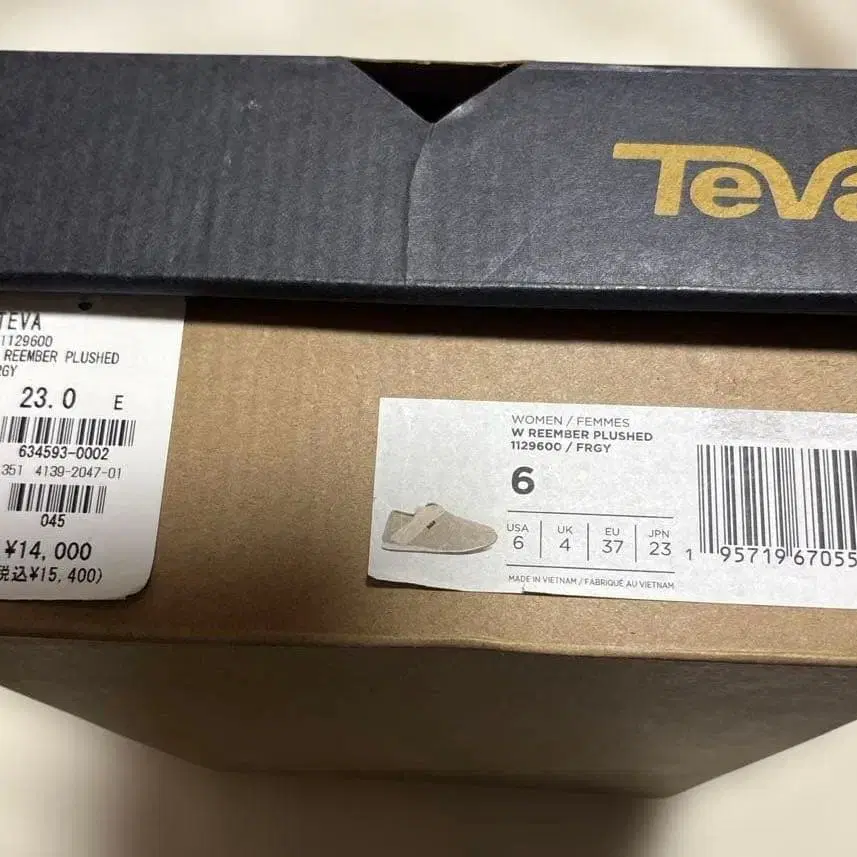 Teva
TEVA
1129600
REEMBER PLUSHED
23.0 E
634593-0002
351 4139-2047-01
045
¥14,000
税込¥15,400)
WOMEN / FEMMES
W REEMBER PLUSHED
1129600 / FRGY
6
USA UK EU JPN
6 4 37 23
1 95719 67055
MADE IN VIETNAM / FABRIQUÉ AU VIETNAM